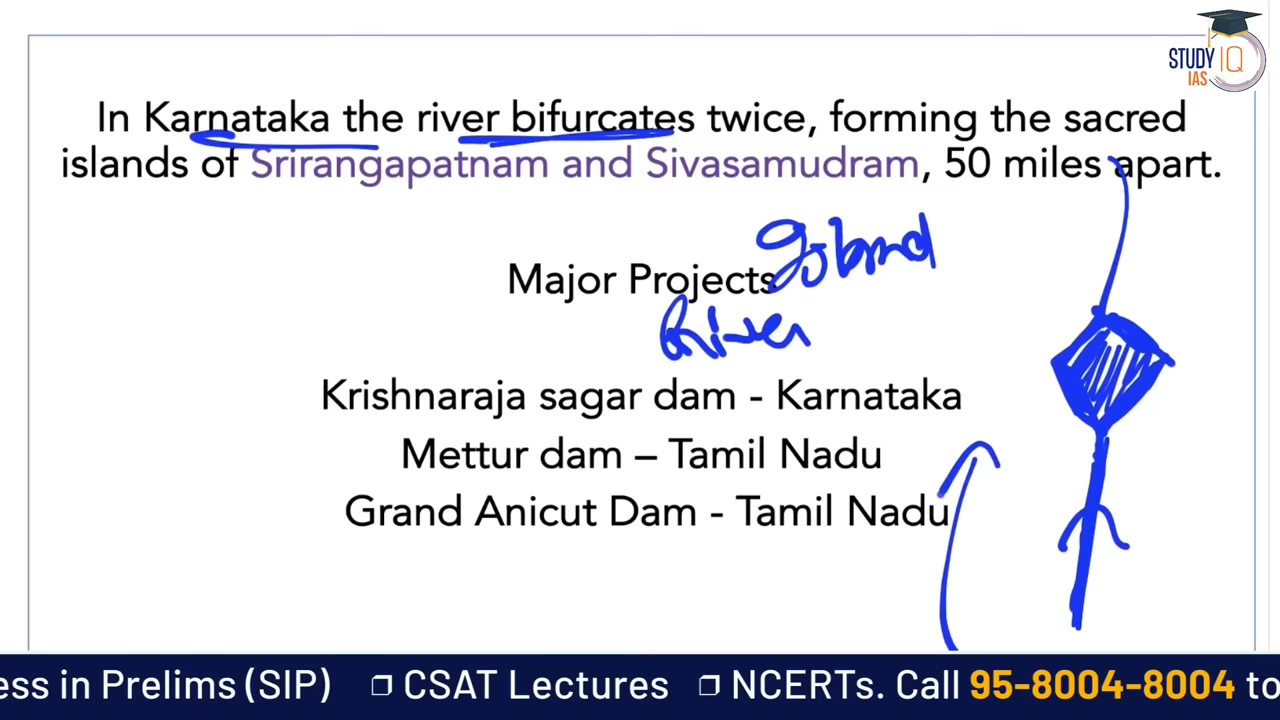 STUDY IQ
IAS
In Karnataka the river bifurcates twice, forming the sacred
islands of Srirangapatnam and Sivasamudram, 50 miles apart.
Major Projects
River
Krishnaraja sagar dam - Karnataka
Mettur dam – Tamil Nadu
Grand Anicut Dam - Tamil Nadu
ess in Prelims (SIP) ❐ CSAT Lectures ❐ NCERTs. Call 95-8004-8004 to